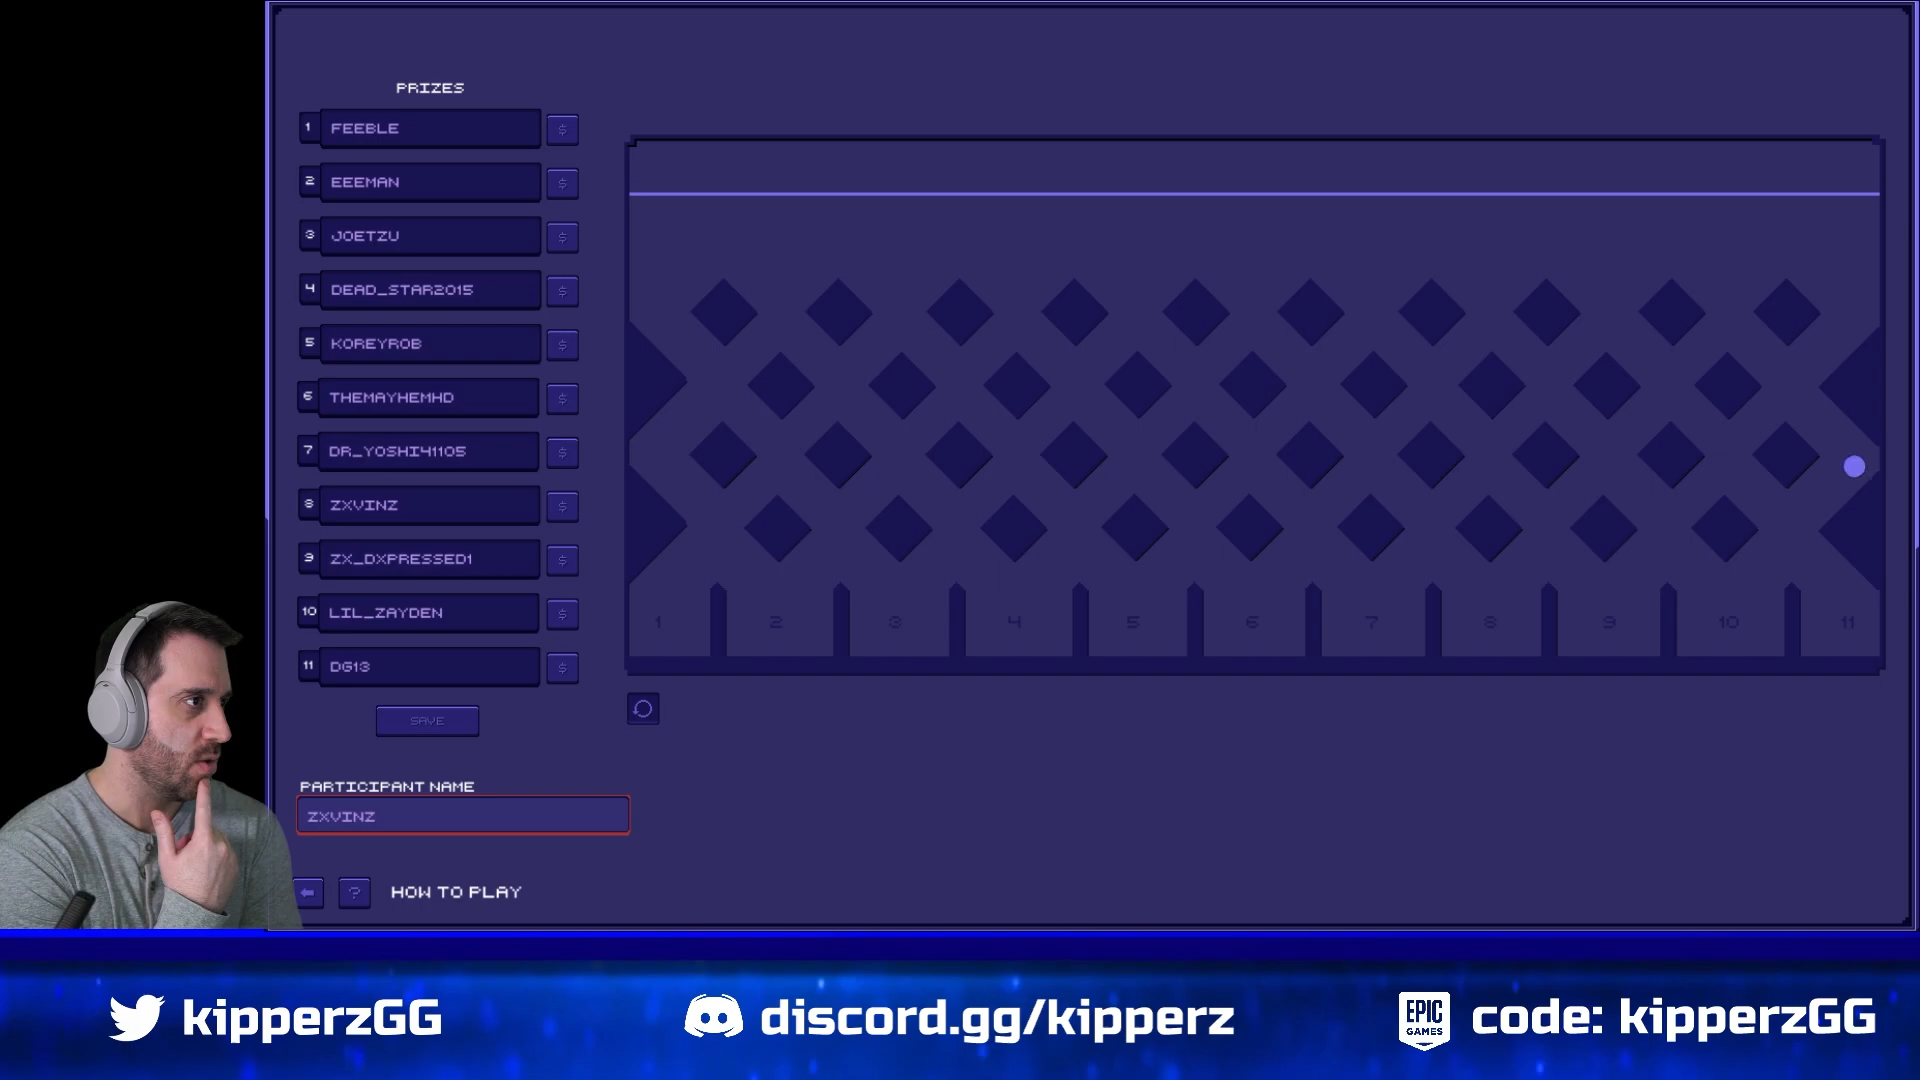 PRIZES
1 FEEBLE $
2 EEEMAN $
3 JOETZU $
4 DEAD_STAR2015 $
5 KOREYROB $
6 THEMAYHEMHD $
7 DR_YOSHI41105 $
8 ZXVINZ $
9 ZX_DXPRESSED1 $
10 LIL_ZAYDEN $
11 DG13 $
1 2 3 4 5 6 7 8 9 10 11
SAVE
PARTICIPANT NAME
ZXVINZ
? HOW TO PLAY
kipperzGG
discord.gg/kipperz
EPIC GAMES
code: kipperzGG